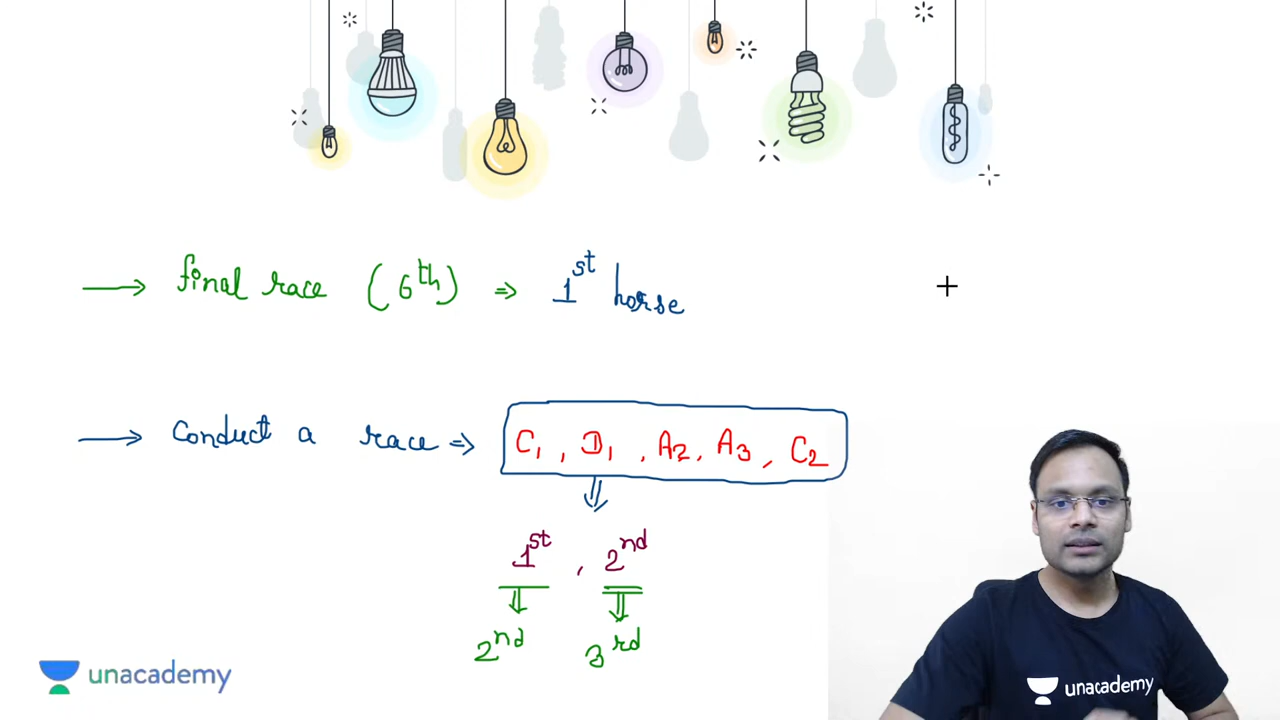 → final race (6th) ⇒ 1st horse
→ Conduct a race ⇒ C1, D1, A2, A3, C2
1st, 2nd
2nd 3rd
unacademy
unacademy